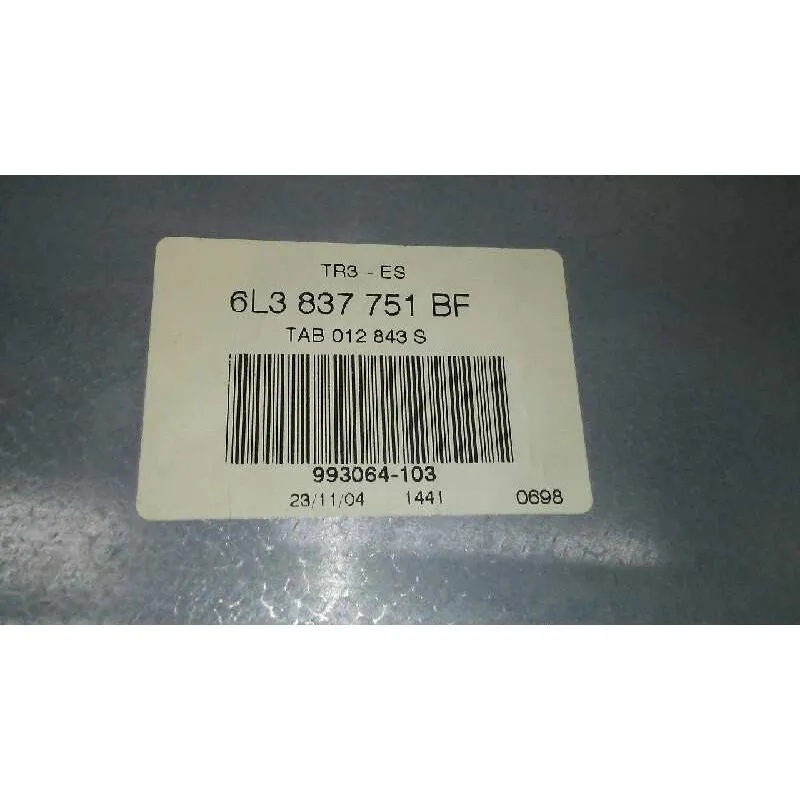 TR3 - ES
6L3 837 751 BF
TAB 012 843 S
993064-103
23/11/04 1441 0698